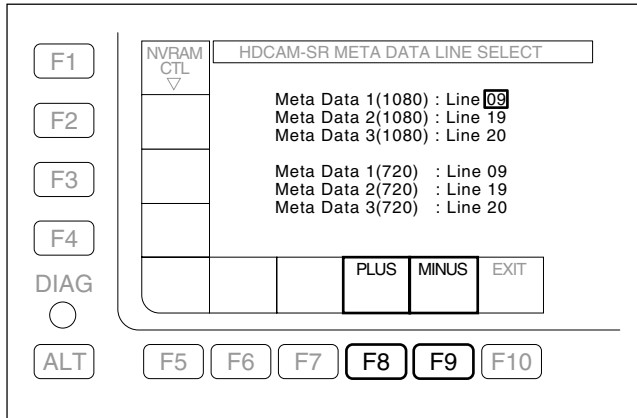 F1
F2
F3
F4
DIAG
ALT
NVRAM
CTL
HDCAM-SR META DATA LINE SELECT
Meta Data 1(1080) : Line 09
Meta Data 2(1080) : Line 19
Meta Data 3(1080) : Line 20
Meta Data 1(720) : Line 09
Meta Data 2(720) : Line 19
Meta Data 3(720) : Line 20
PLUS MINUS EXIT
F5 F6 F7 F8 F9 F10